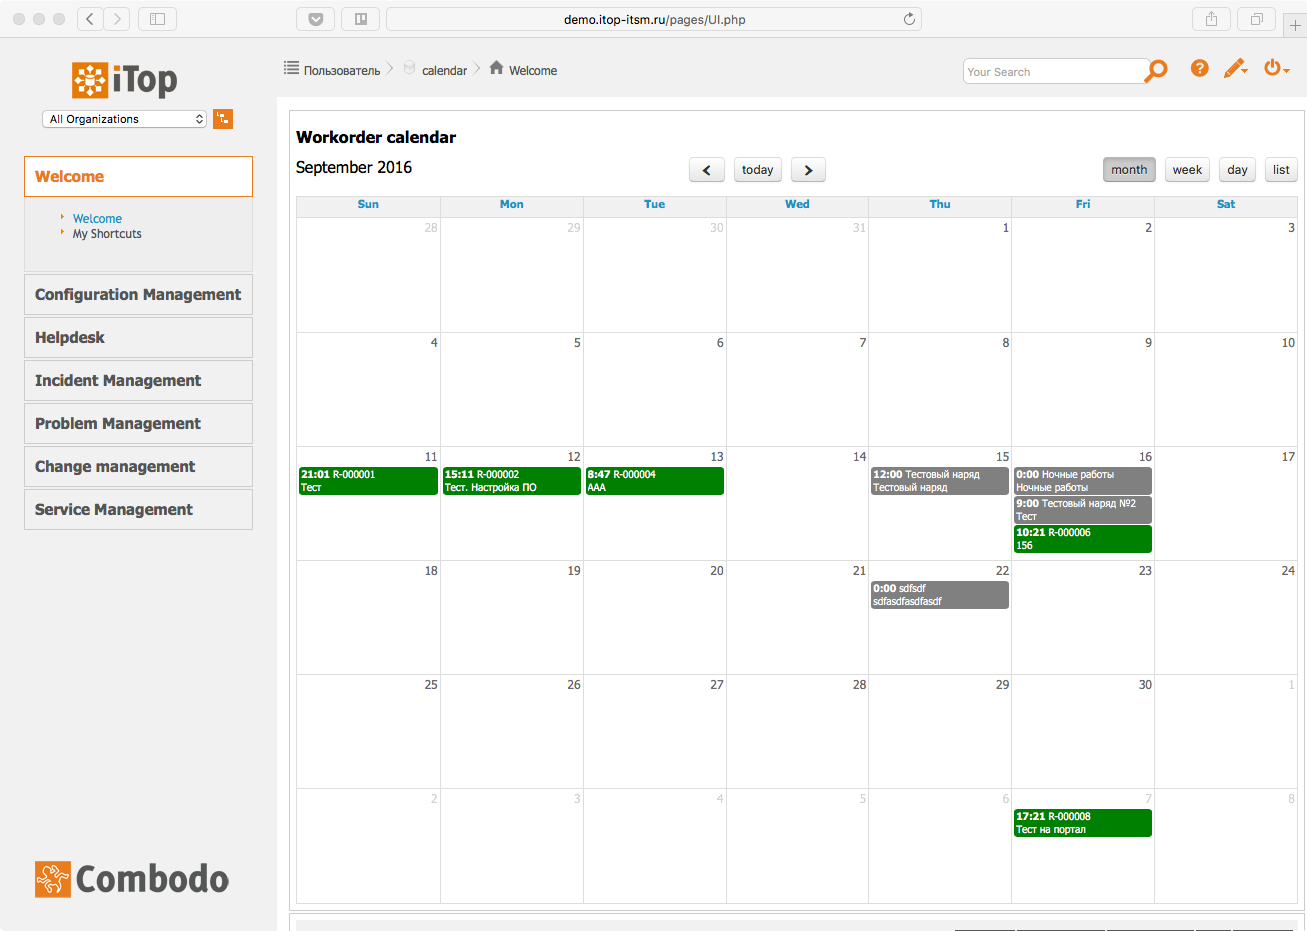 demo.itop-itsm.ru/pages/UI.php
iTop
All Organizations
Welcome
Welcome
My Shortcuts
Configuration Management
Helpdesk
Incident Management
Problem Management
Change management
Service Management
Combodo
Пользователь calendar Welcome
Your Search
?
Workorder calendar
September 2016
today
month week day list
Sun Mon Tue Wed Thu Fri Sat
28 29 30 31 1 2 3
4 5 6 7 8 9 10
11 12 13 14 15 16 17
21:01 R-000001
Тест
15:11 R-000002
Тест. Настройка ПО
8:47 R-000004
AAA
12:00 Тестовый наряд
Тестовый наряд
0:00 Ночные работы
Ночные работы
9:00 Тестовый наряд №2
Тест
10:21 R-000006
156
18 19 20 21 22 23 24
0:00 sdfsdf
sdfasdfasdfasdf
25 26 27 28 29 30 1
2 3 4 5 6 7 8
17:21 R-000008
Тест на портал